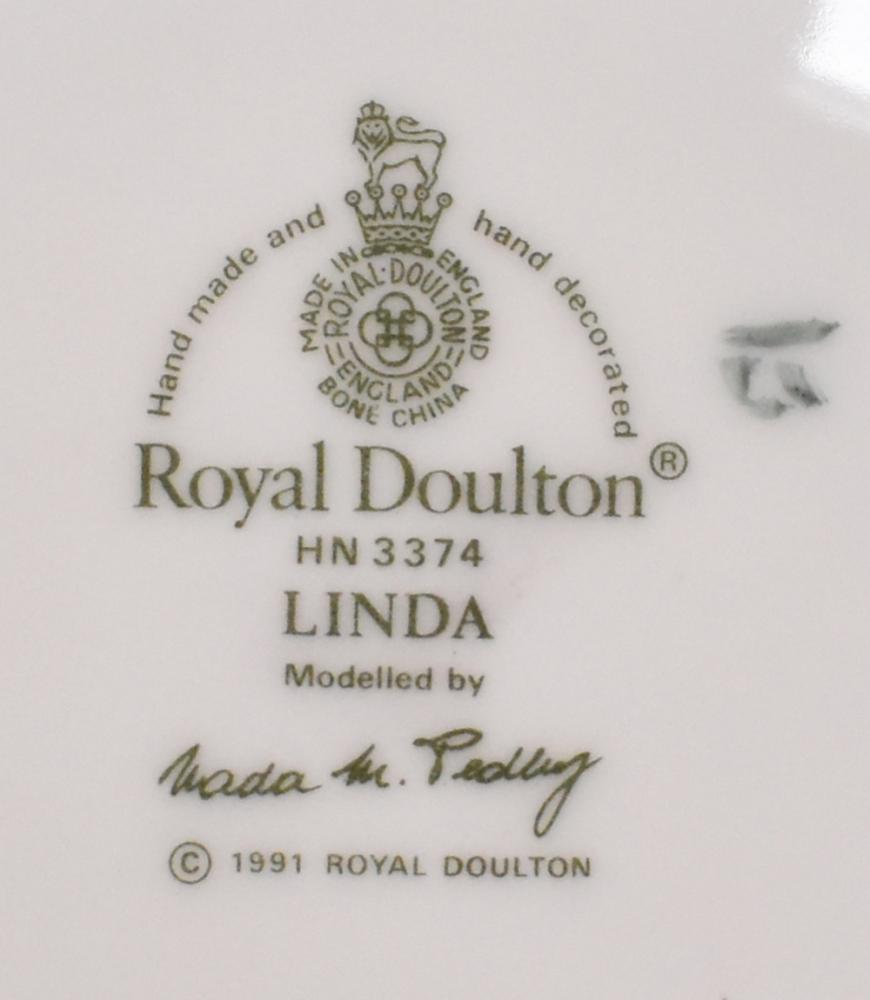 Hand made and hand decorated
MADE IN ENGLAND
ROYAL·DOULTON
ENGLAND
BONE CHINA
Royal Doulton®
HN 3374
LINDA
Modelled by
Nada M. Pedley
© 1991 ROYAL DOULTON